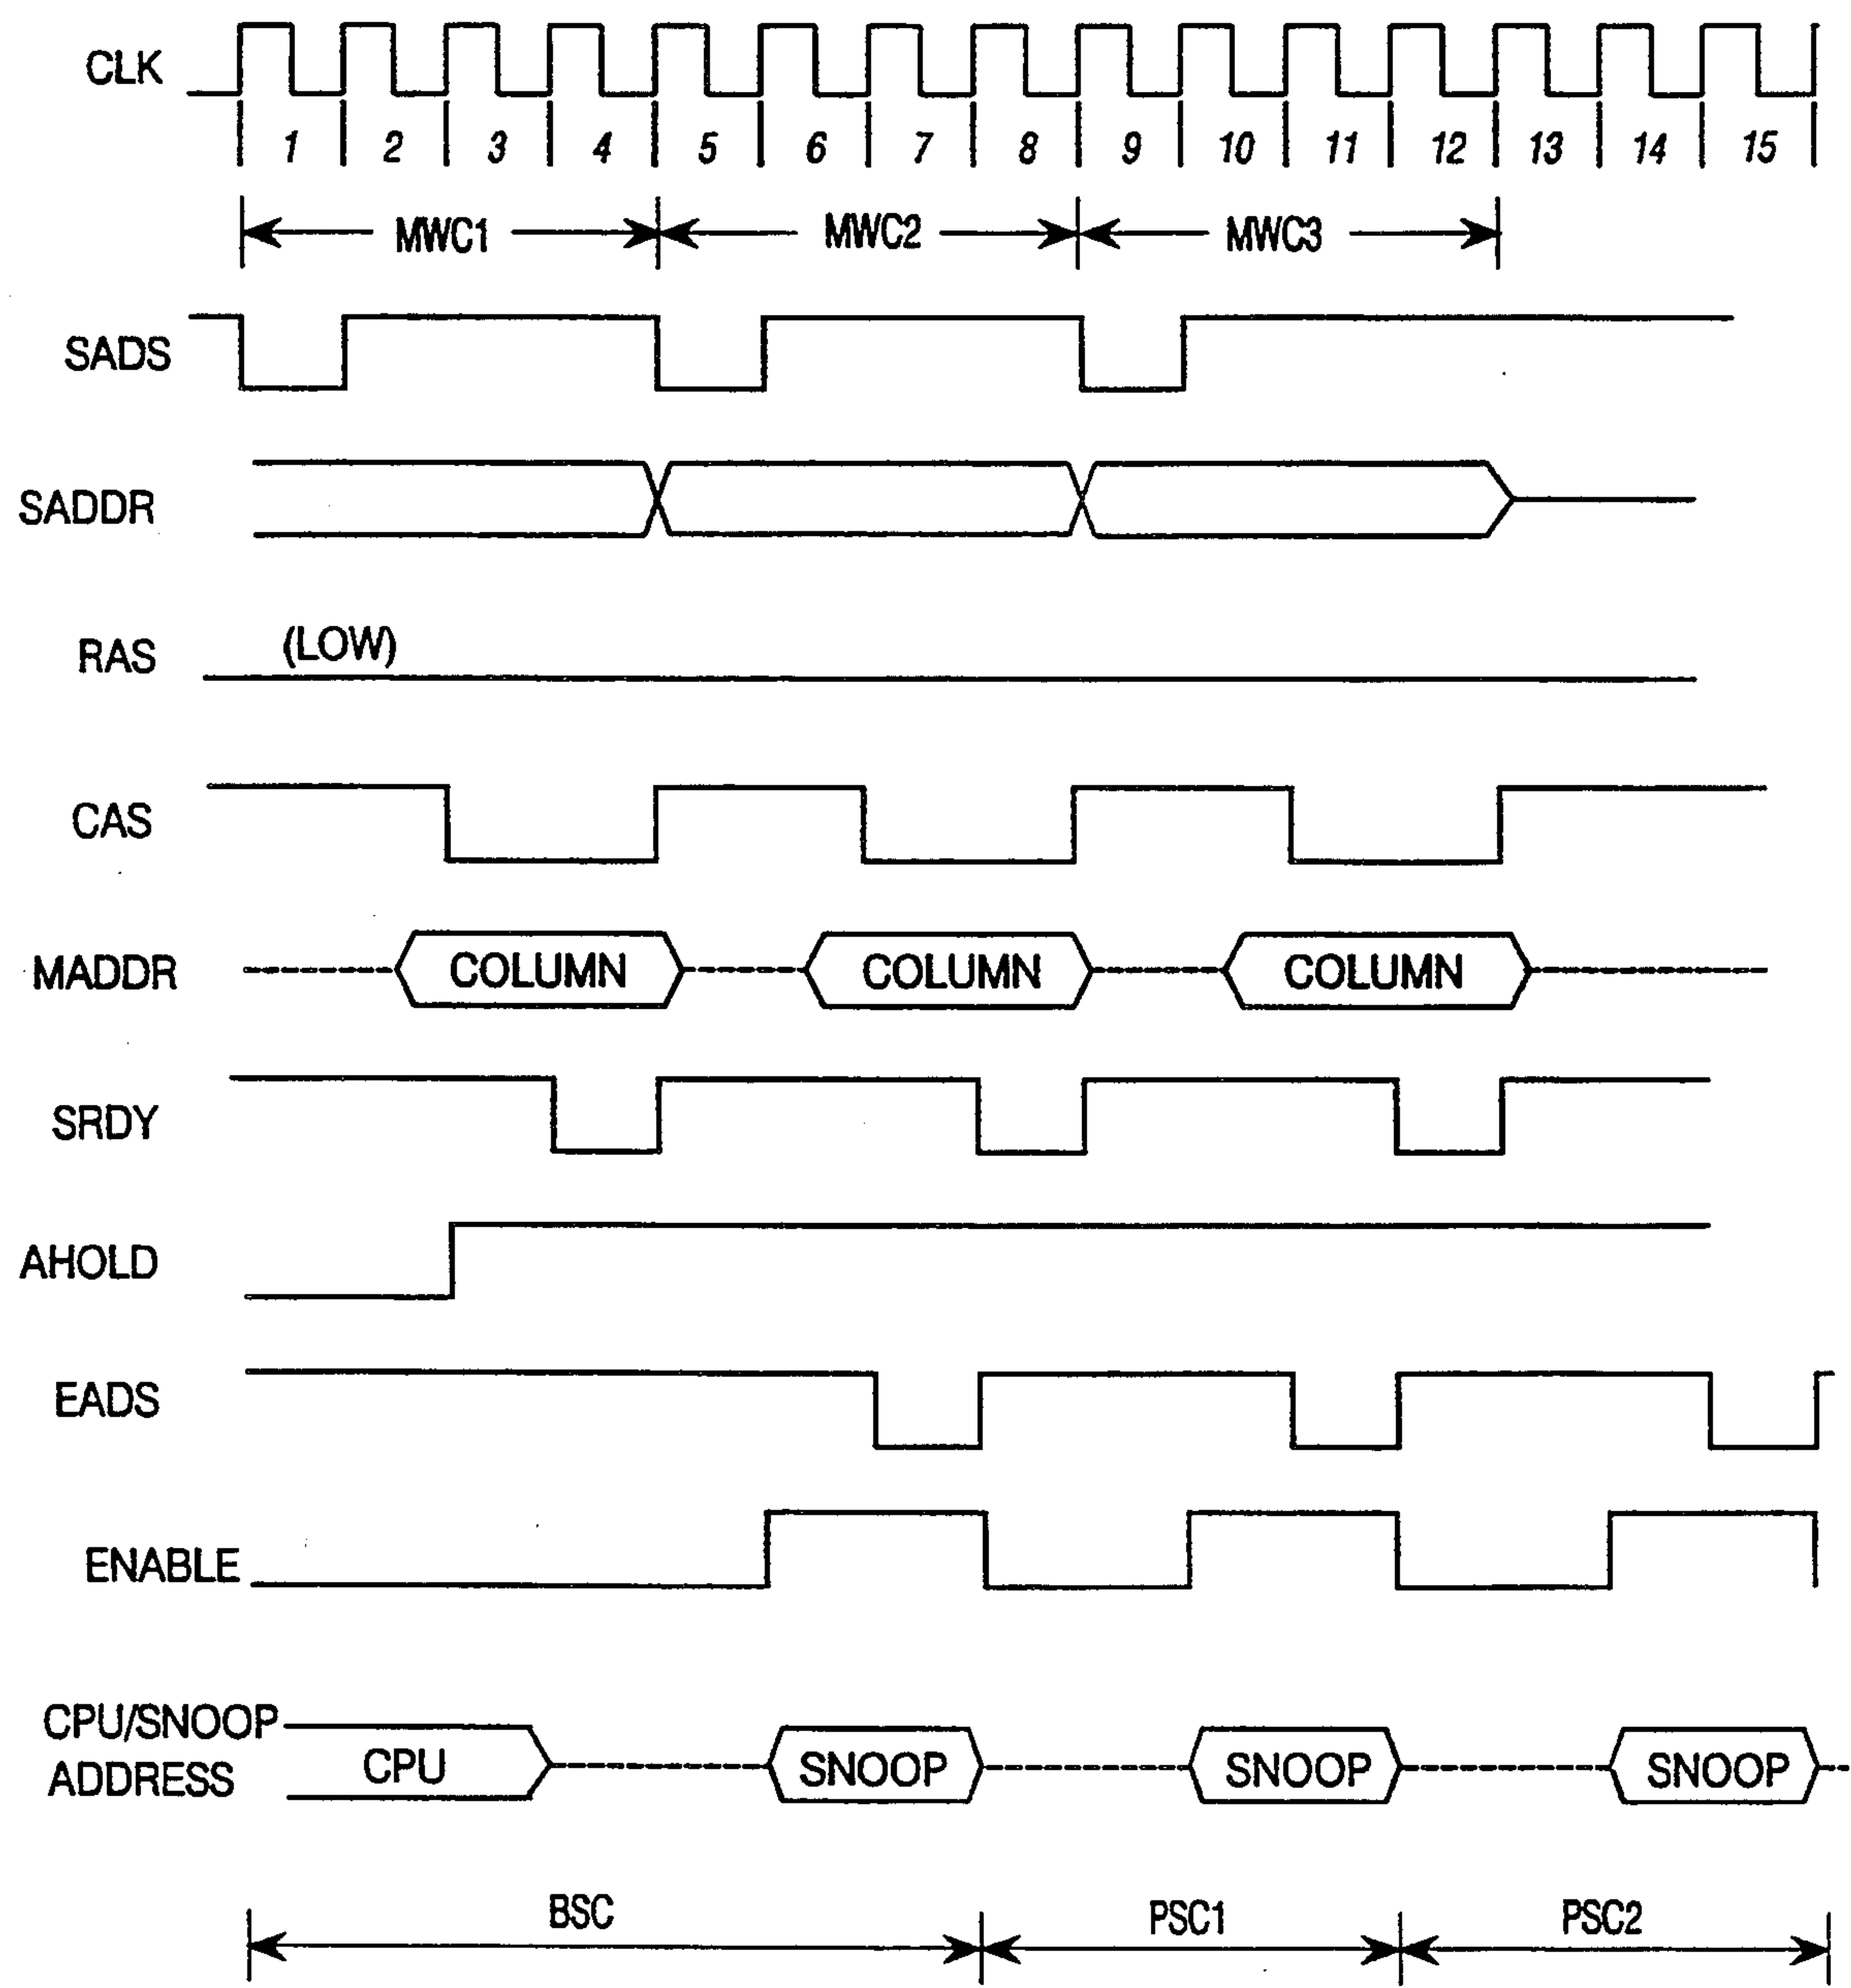 CLK
1 2 3 4 5 6 7 8 9 10 11 12 13 14 15
MWC1 MWC2 MWC3
SADS
SADDR
RAS (LOW)
CAS
MADDR COLUMN COLUMN COLUMN
SRDY
AHOLD
EADS
ENABLE
CPU/SNOOP
ADDRESS CPU SNOOP SNOOP SNOOP
BSC PSC1 PSC2